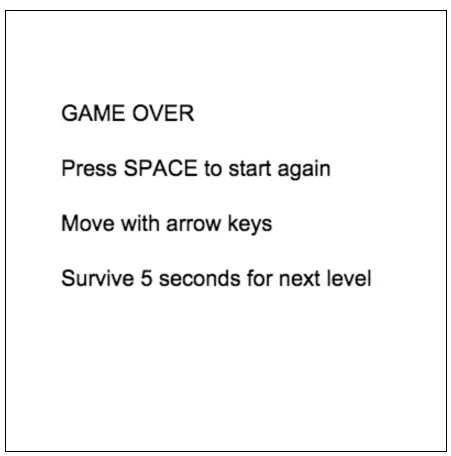 GAME OVER
Press SPACE to start again
Move with arrow keys
Survive 5 seconds for next level